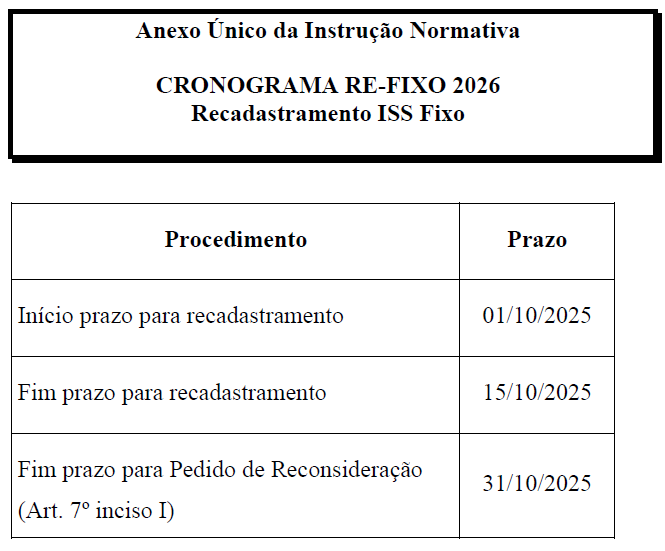 Anexo Único da Instrução Normativa
CRONOGRAMA RE-FIXO 2026
Recadastramento ISS Fixo
Procedimento Prazo
Início prazo para recadastramento 01/10/2025
Fim prazo para recadastramento 15/10/2025
Fim prazo para Pedido de Reconsideração
(Art. 7º inciso I) 31/10/2025